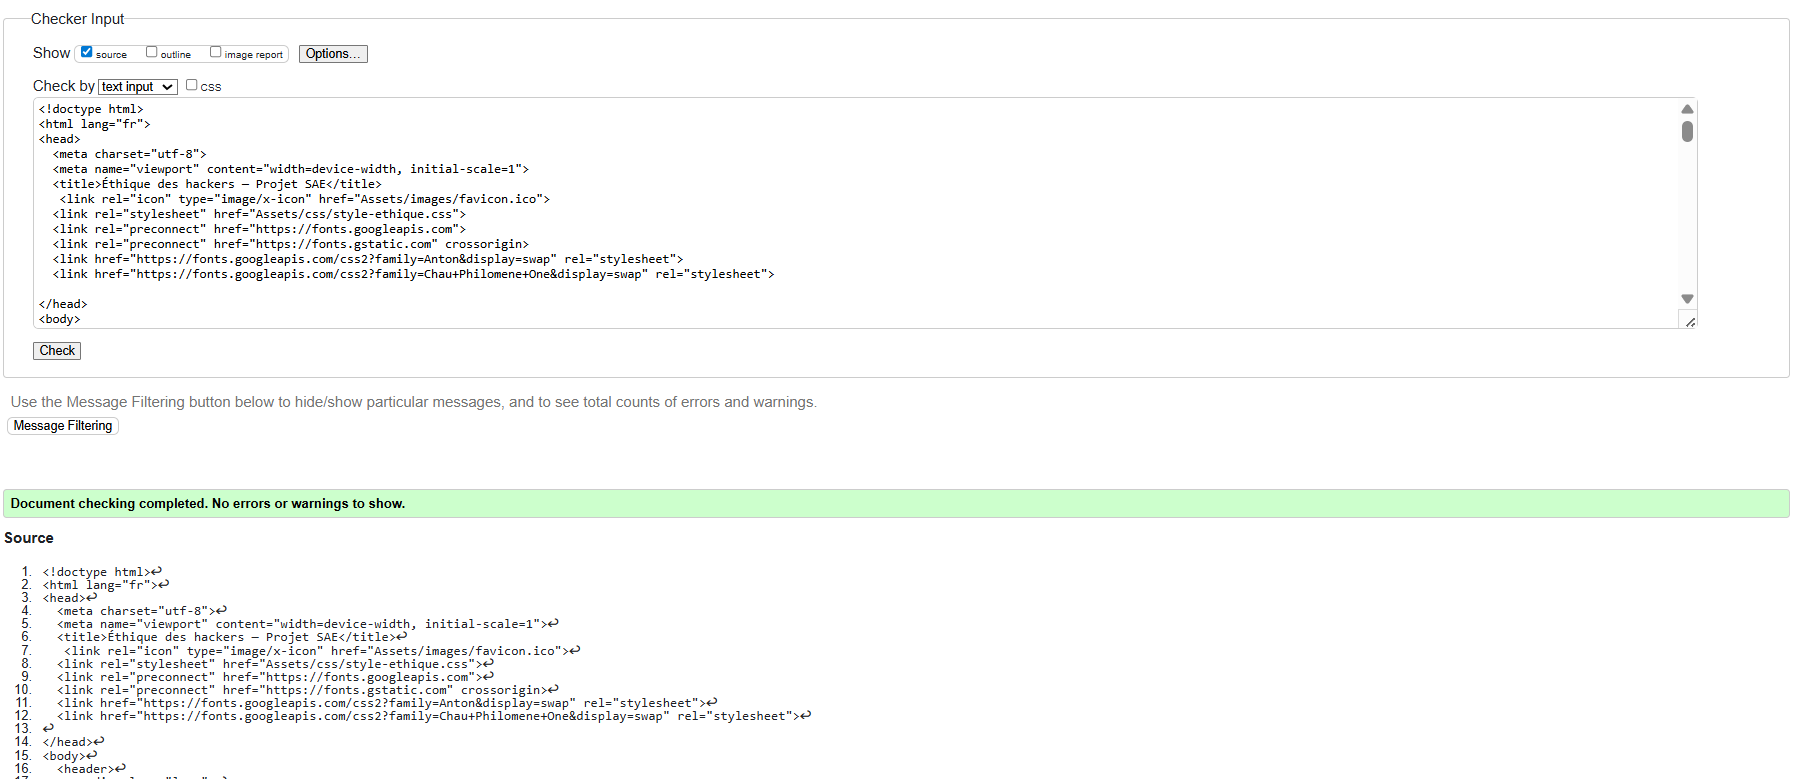 Checker Input
Show source outline image report Options...
Check by text input css
<!doctype html>
<html lang="fr">
<head>
  <meta charset="utf-8">
  <meta name="viewport" content="width=device-width, initial-scale=1">
  <title>Éthique des hackers — Projet SAE</title>
   <link rel="icon" type="image/x-icon" href="Assets/images/favicon.ico">
  <link rel="stylesheet" href="Assets/css/style-ethique.css">
  <link rel="preconnect" href="https://fonts.googleapis.com">
  <link rel="preconnect" href="https://fonts.gstatic.com" crossorigin>
  <link href="https://fonts.googleapis.com/css2?family=Anton&display=swap" rel="stylesheet">
  <link href="https://fonts.googleapis.com/css2?family=Chau+Philomene+One&display=swap" rel="stylesheet">
</head>
<body>
Check
Use the Message Filtering button below to hide/show particular messages, and to see total counts of errors and warnings.
Message Filtering
Document checking completed. No errors or warnings to show.
Source
1. <!doctype html>↩
2. <html lang="fr">↩
3. <head>↩
4.   <meta charset="utf-8">↩
5.   <meta name="viewport" content="width=device-width, initial-scale=1">↩
6.   <title>Éthique des hackers — Projet SAE</title>↩
7.    <link rel="icon" type="image/x-icon" href="Assets/images/favicon.ico">↩
8.   <link rel="stylesheet" href="Assets/css/style-ethique.css">↩
9.   <link rel="preconnect" href="https://fonts.googleapis.com">↩
10.   <link rel="preconnect" href="https://fonts.gstatic.com" crossorigin>↩
11.   <link href="https://fonts.googleapis.com/css2?family=Anton&display=swap" rel="stylesheet">↩
12.   <link href="https://fonts.googleapis.com/css2?family=Chau+Philomene+One&display=swap" rel="stylesheet">↩
13. ↩
14. </head>↩
15. <body>↩
16.   <header>↩